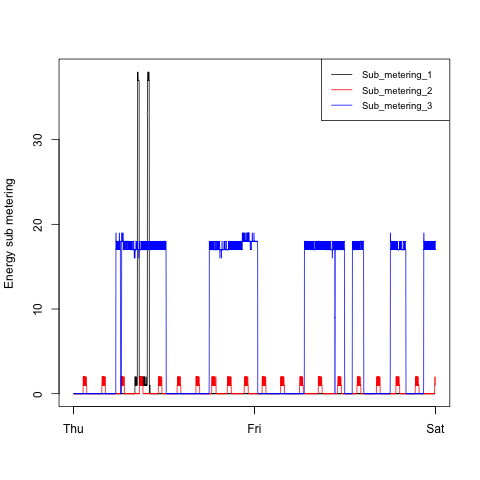 Sub_metering_1
Sub_metering_2
Sub_metering_3
Energy sub metering
30
20
10
0
Thu Fri Sat